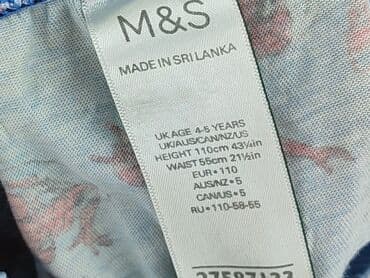 M&S
MADE IN SRI LANKA
UK AGE 4-5 YEARS
UK/AUS/CAN/NZ/US
HEIGHT 110cm 43¼in
WAIST 55cm 21½in
EUR • 110
AUS/NZ • 5
CAN/US • 5
RU • 110-58-55